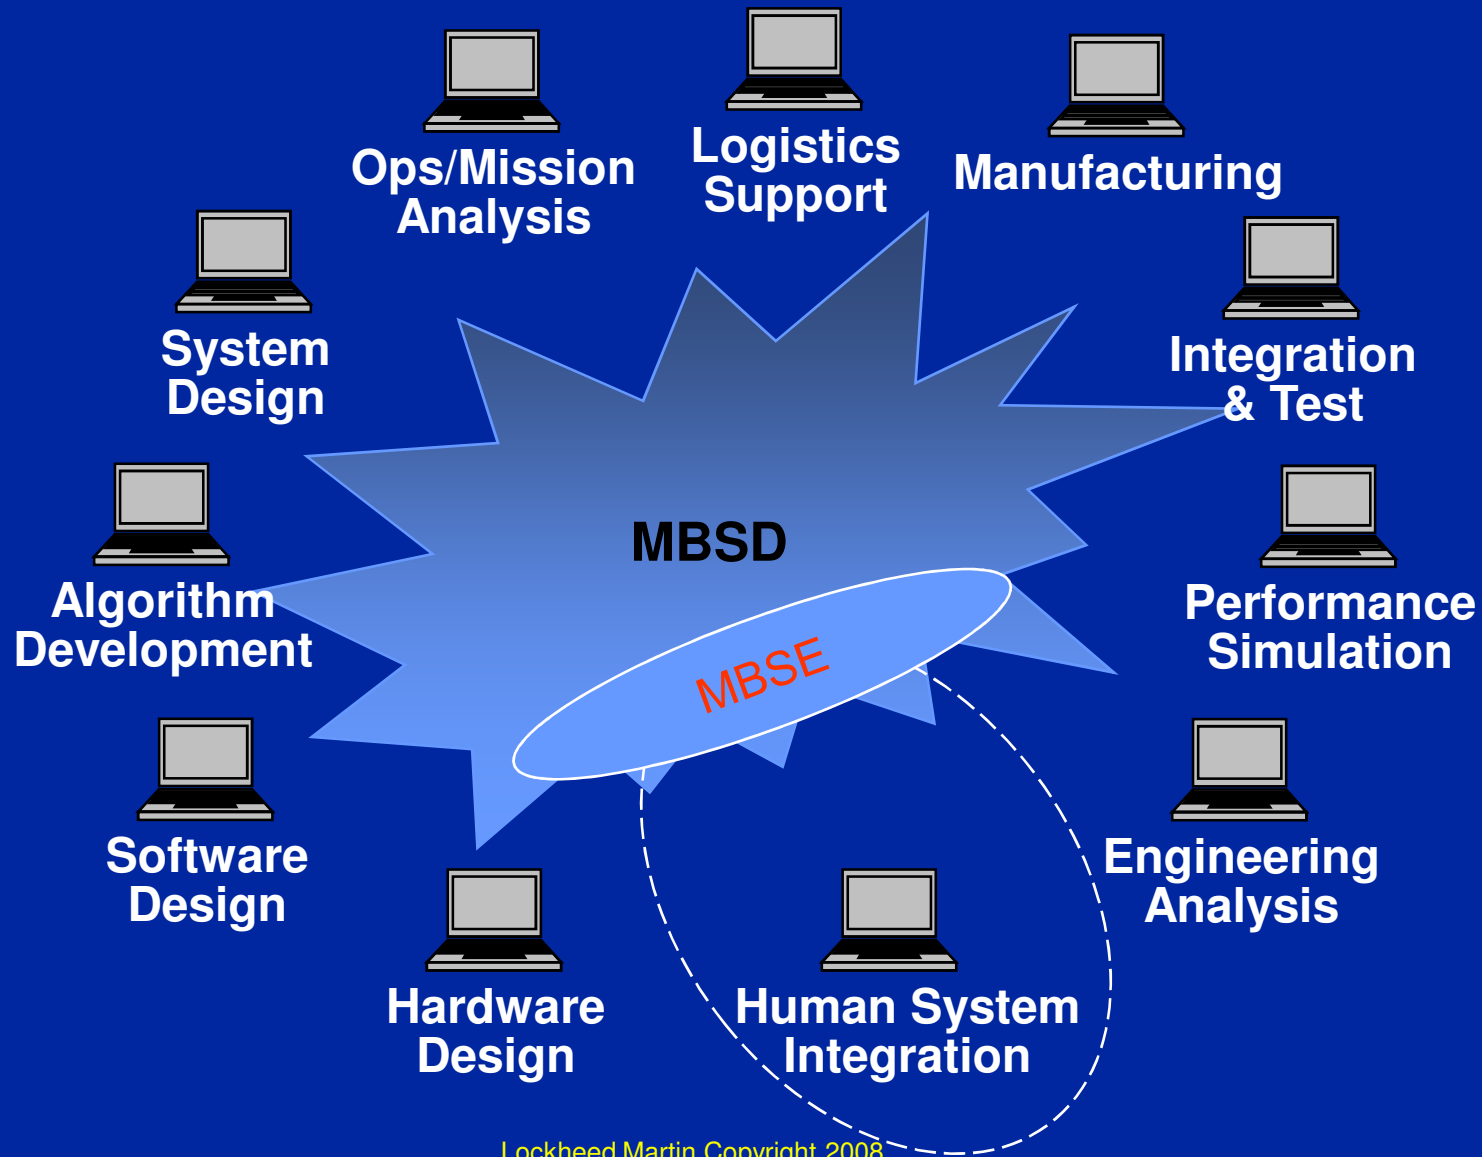 Logistics
Support
Ops/Mission
Analysis
Manufacturing
System
Design
Integration
& Test
MBSD
Algorithm
Development
Performance
Simulation
MBSE
Software
Design
Engineering
Analysis
Hardware
Design
Human System
Integration
Lockheed Martin Copyright 2008